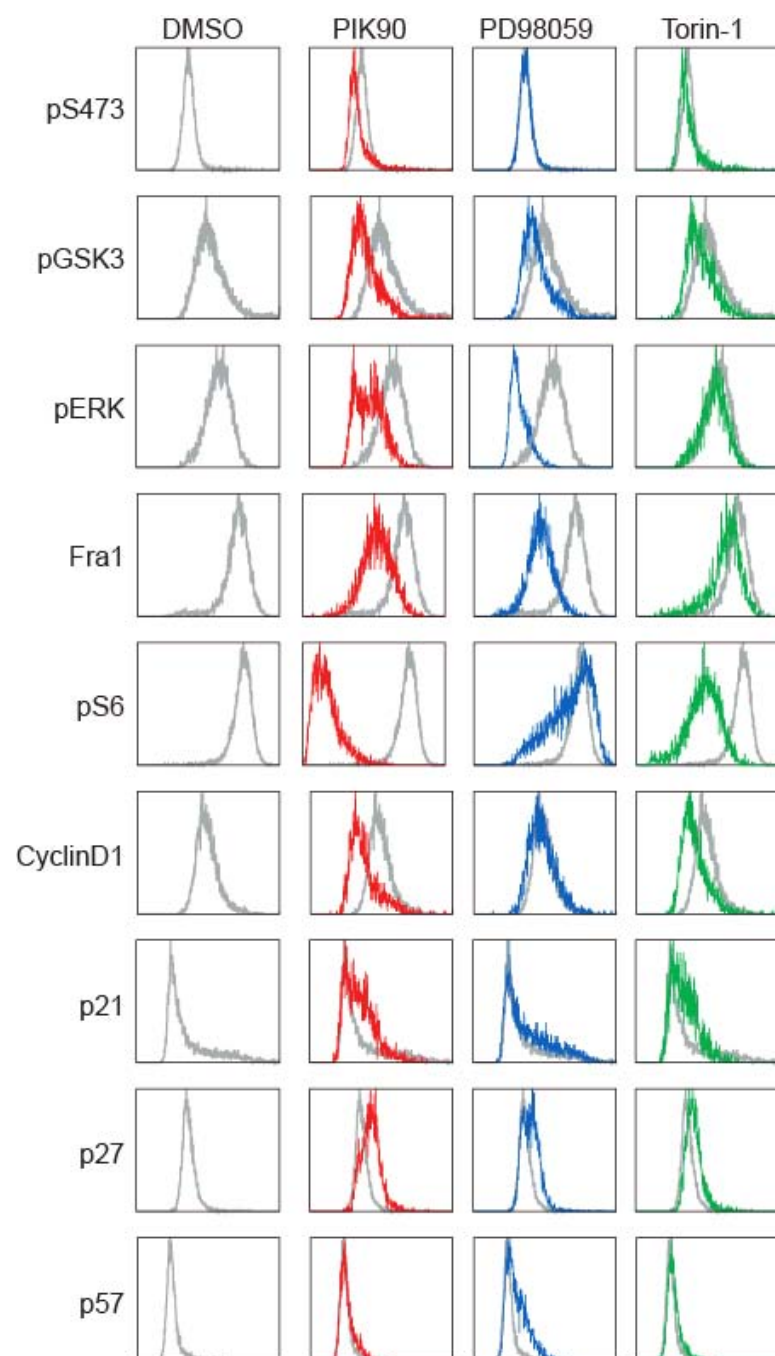 DMSO PIK90 PD98059 Torin-1
pS473
pGSK3
pERK
Fra1
pS6
CyclinD1
p21
p27
p57